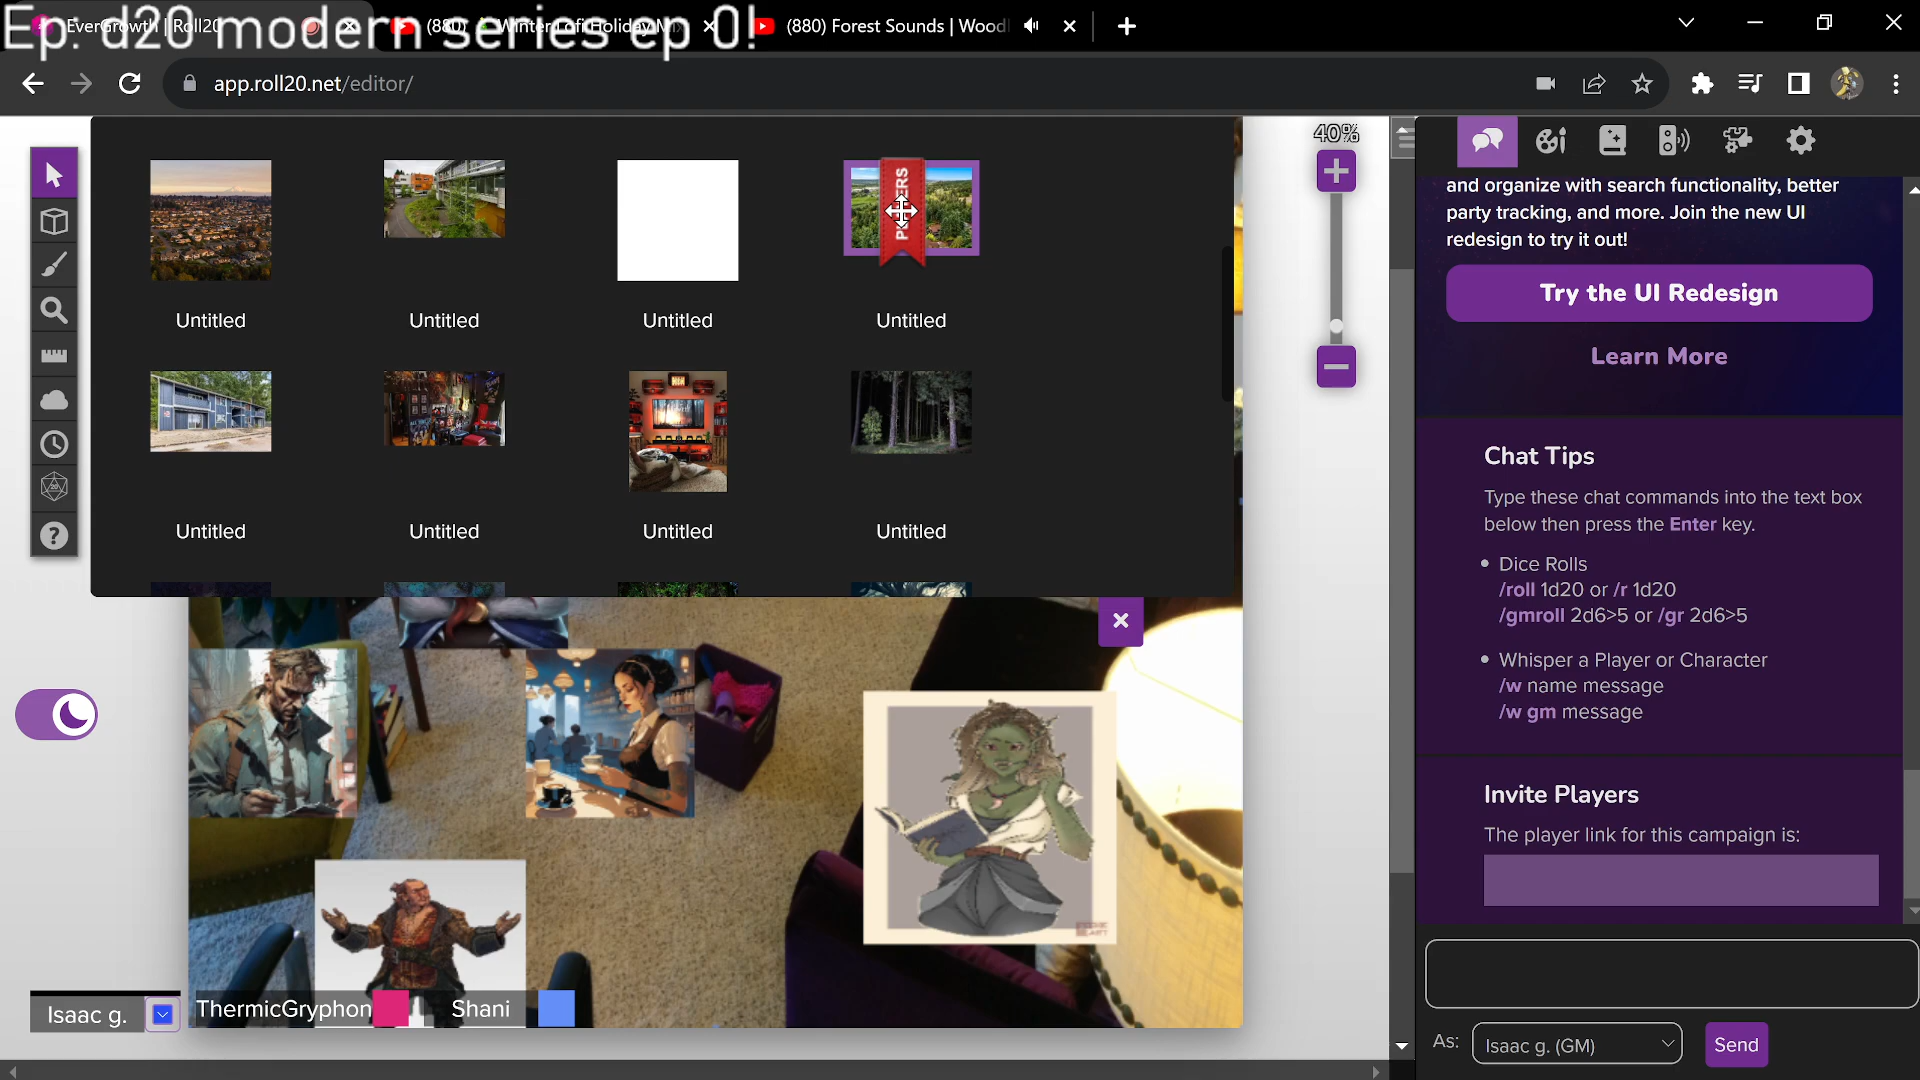 Ep. d20 modern series ep 0!
EverGrowth | Roll20
(880)
Winter Lofi Holiday Mix
(880) Forest Sounds | Wood
app.roll20.net/editor/
40%
Untitled
Untitled
Untitled
Untitled
Untitled
Untitled
Untitled
Untitled
and organize with search functionality, better
party tracking, and more. Join the new UI
redesign to try it out!
Try the UI Redesign
Learn More
Chat Tips
Type these chat commands into the text box
below then press the Enter key.
Dice Rolls
/roll 1d20 or /r 1d20
/gmroll 2d6>5 or /gr 2d6>5
Whisper a Player or Character
/w name message
/w gm message
Invite Players
The player link for this campaign is:
Isaac g.
ThermicGryphon
Shani
As:
Isaac g. (GM)
Send